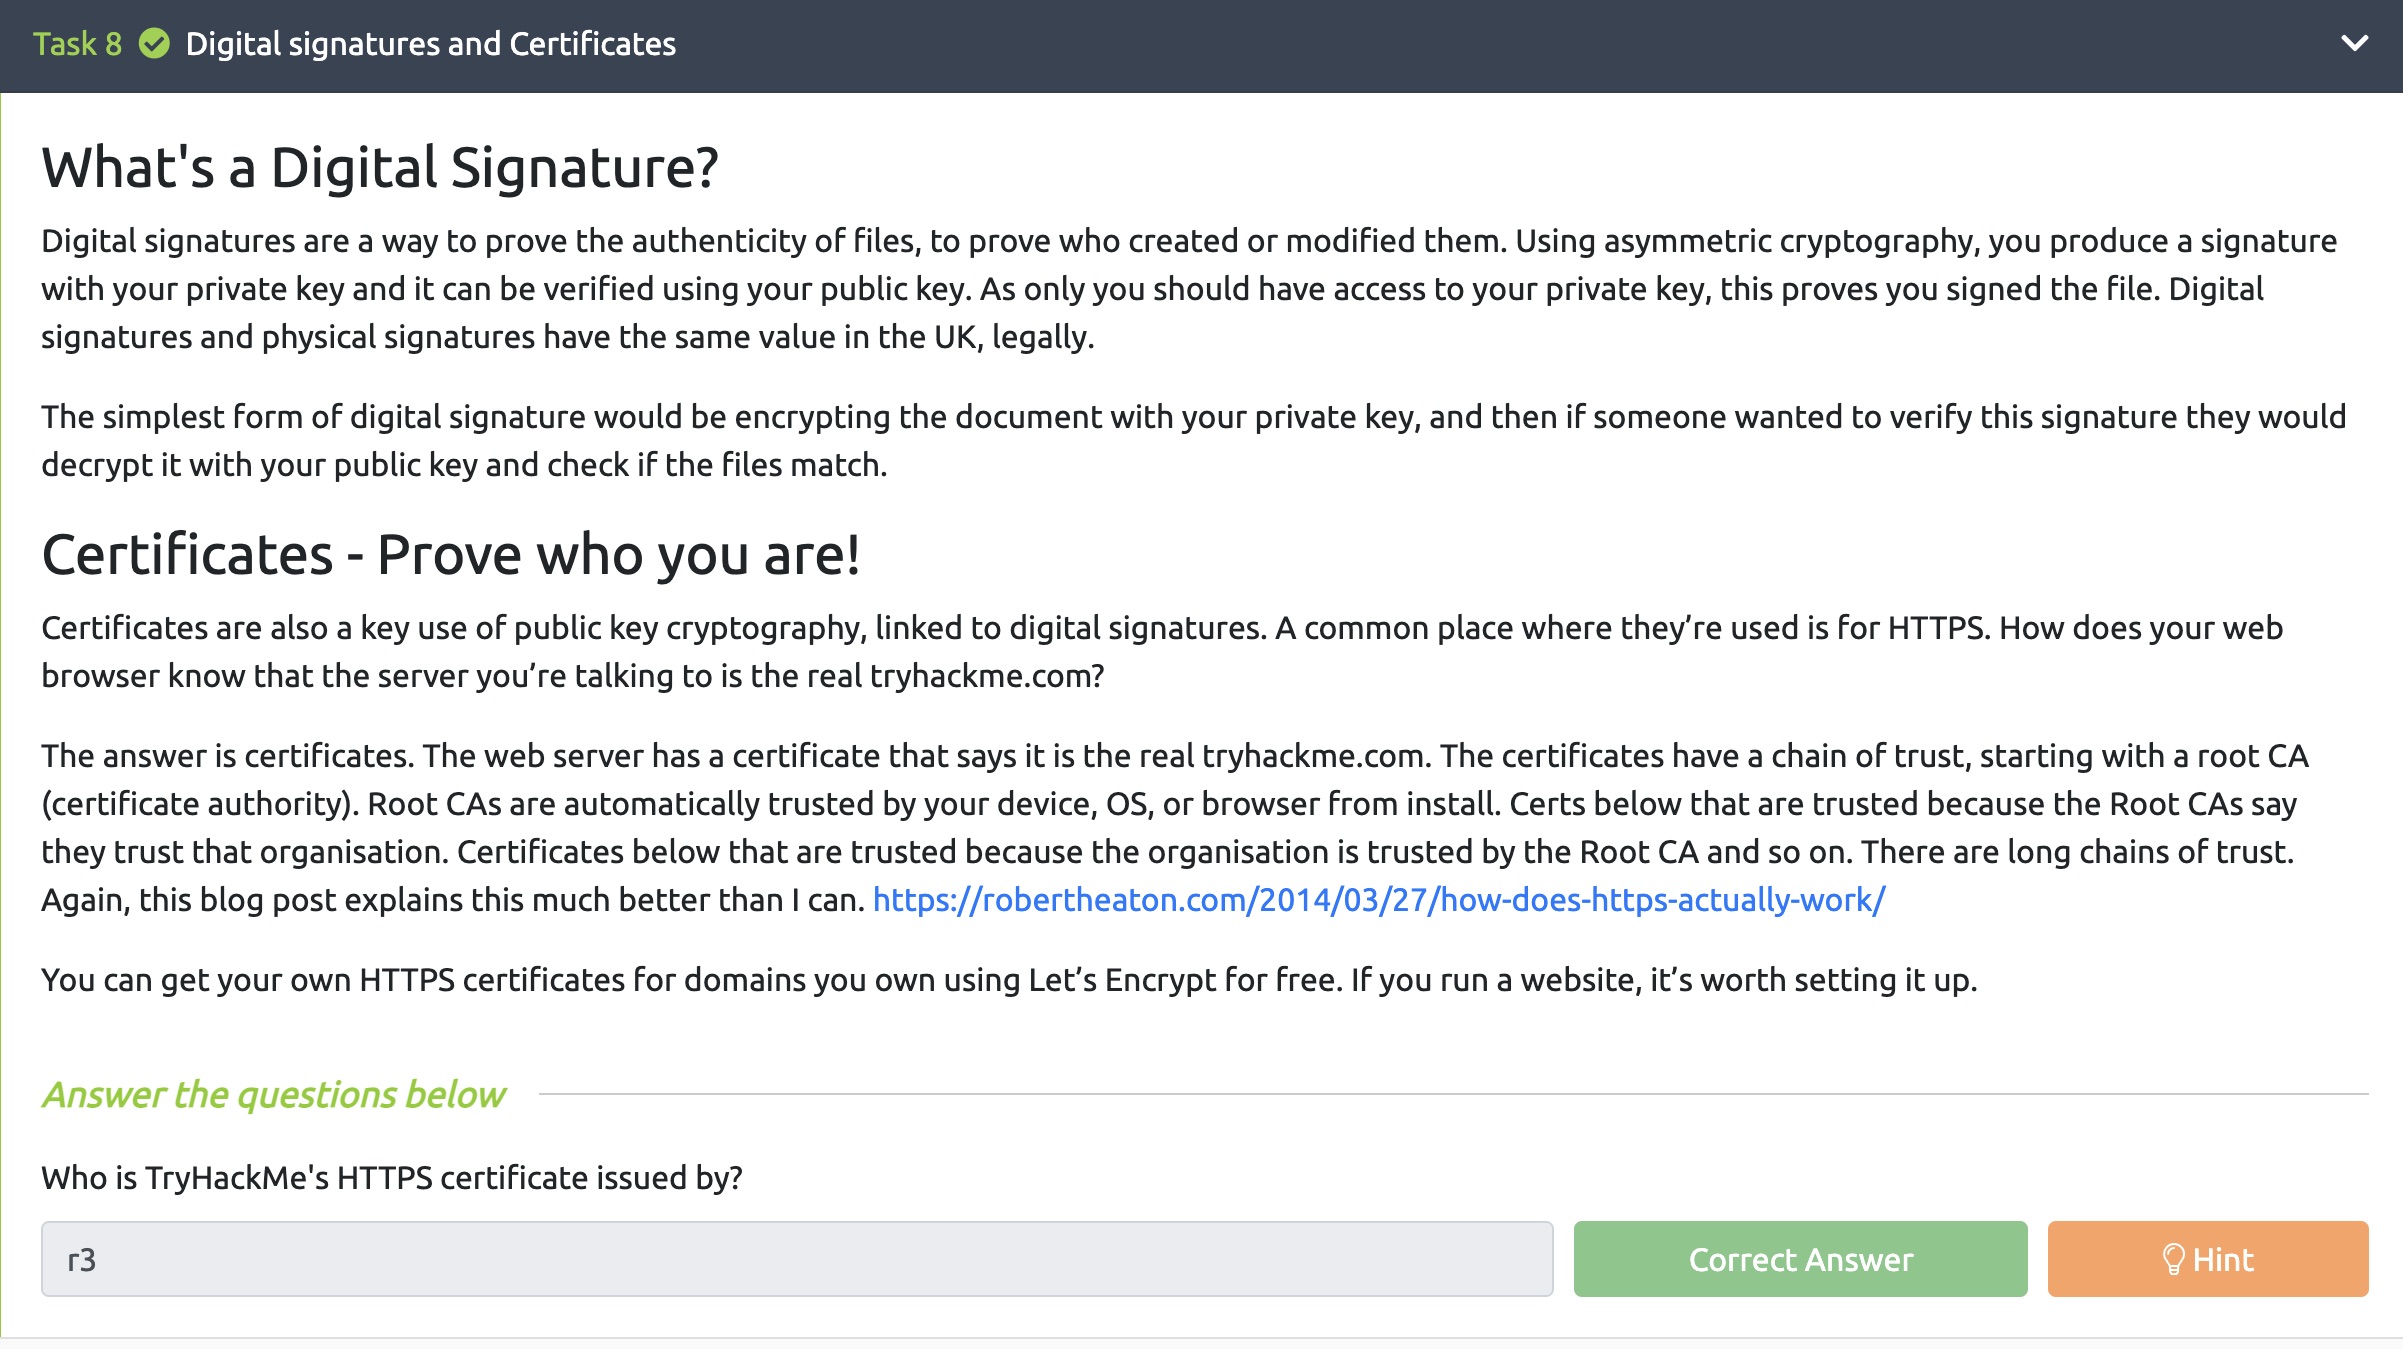 Task 8 Digital signatures and Certificates
What's a Digital Signature?
Digital signatures are a way to prove the authenticity of files, to prove who created or modified them. Using asymmetric cryptography, you produce a signature
with your private key and it can be verified using your public key. As only you should have access to your private key, this proves you signed the file. Digital
signatures and physical signatures have the same value in the UK, legally.
The simplest form of digital signature would be encrypting the document with your private key, and then if someone wanted to verify this signature they would
decrypt it with your public key and check if the files match.
Certificates - Prove who you are!
Certificates are also a key use of public key cryptography, linked to digital signatures. A common place where they’re used is for HTTPS. How does your web
browser know that the server you’re talking to is the real tryhackme.com?
The answer is certificates. The web server has a certificate that says it is the real tryhackme.com. The certificates have a chain of trust, starting with a root CA
(certificate authority). Root CAs are automatically trusted by your device, OS, or browser from install. Certs below that are trusted because the Root CAs say
they trust that organisation. Certificates below that are trusted because the organisation is trusted by the Root CA and so on. There are long chains of trust.
Again, this blog post explains this much better than I can. https://robertheaton.com/2014/03/27/how-does-https-actually-work/
You can get your own HTTPS certificates for domains you own using Let’s Encrypt for free. If you run a website, it’s worth setting it up.
Answer the questions below
Who is TryHackMe's HTTPS certificate issued by?
r3 Correct Answer Hint